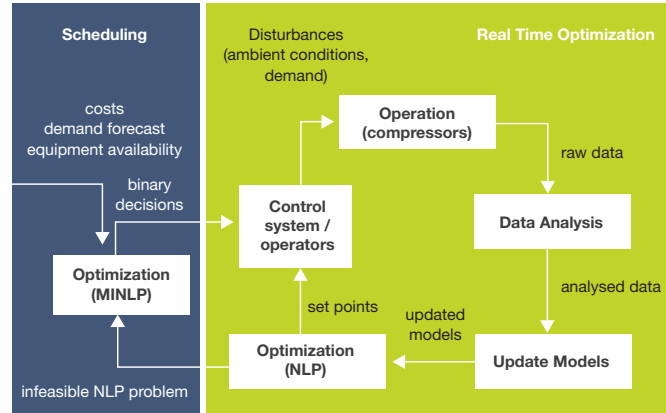 Scheduling
costs
demand forecast
equipment availability
binary
decisions
Optimization
(MINLP)
infeasible NLP problem
Real Time Optimization
Disturbances
(ambient conditions,
demand)
Operation
(compressors)
raw data
Control
system /
operators
Data Analysis
analysed data
set points
updated
models
Optimization
(NLP)
Update Models